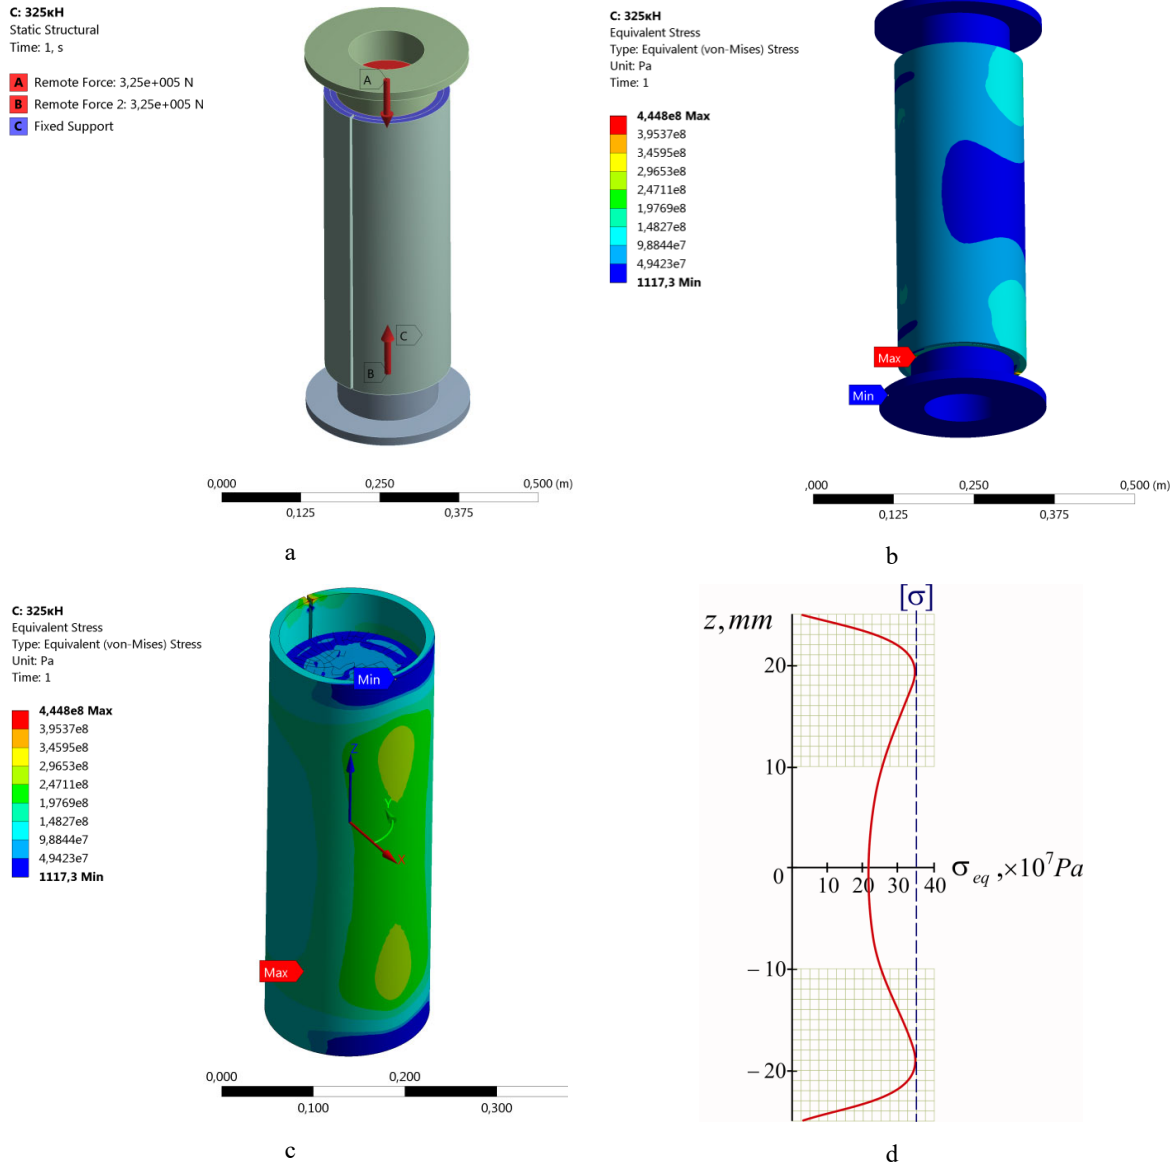 C: 325кН
Static Structural
Time: 1, s
A Remote Force: 3,25e+005 N
B Remote Force 2: 3,25e+005 N
C Fixed Support
A
C
B
0,000 0,250 0,500 (m)
0,125 0,375
a
C: 325кН
Equivalent Stress
Type: Equivalent (von-Mises) Stress
Unit: Pa
Time: 1
4,448e8 Max
3,9537e8
3,4595e8
2,9653e8
2,4711e8
1,9769e8
1,4827e8
9,8844e7
4,9423e7
1117,3 Min
Max
Min
,000 0,250 0,500 (m)
0,125 0,375
b
C: 325кН
Equivalent Stress
Type: Equivalent (von-Mises) Stress
Unit: Pa
Time: 1
4,448e8 Max
3,9537e8
3,4595e8
2,9653e8
2,4711e8
1,9769e8
1,4827e8
9,8844e7
4,9423e7
1117,3 Min
Min
Z
Y
X
Max
0,000 0,200
0,100 0,300
c
[σ]
z, mm
20
10
0 10 20 30 40 σeq ,×10⁷Pa
−10
−20
d